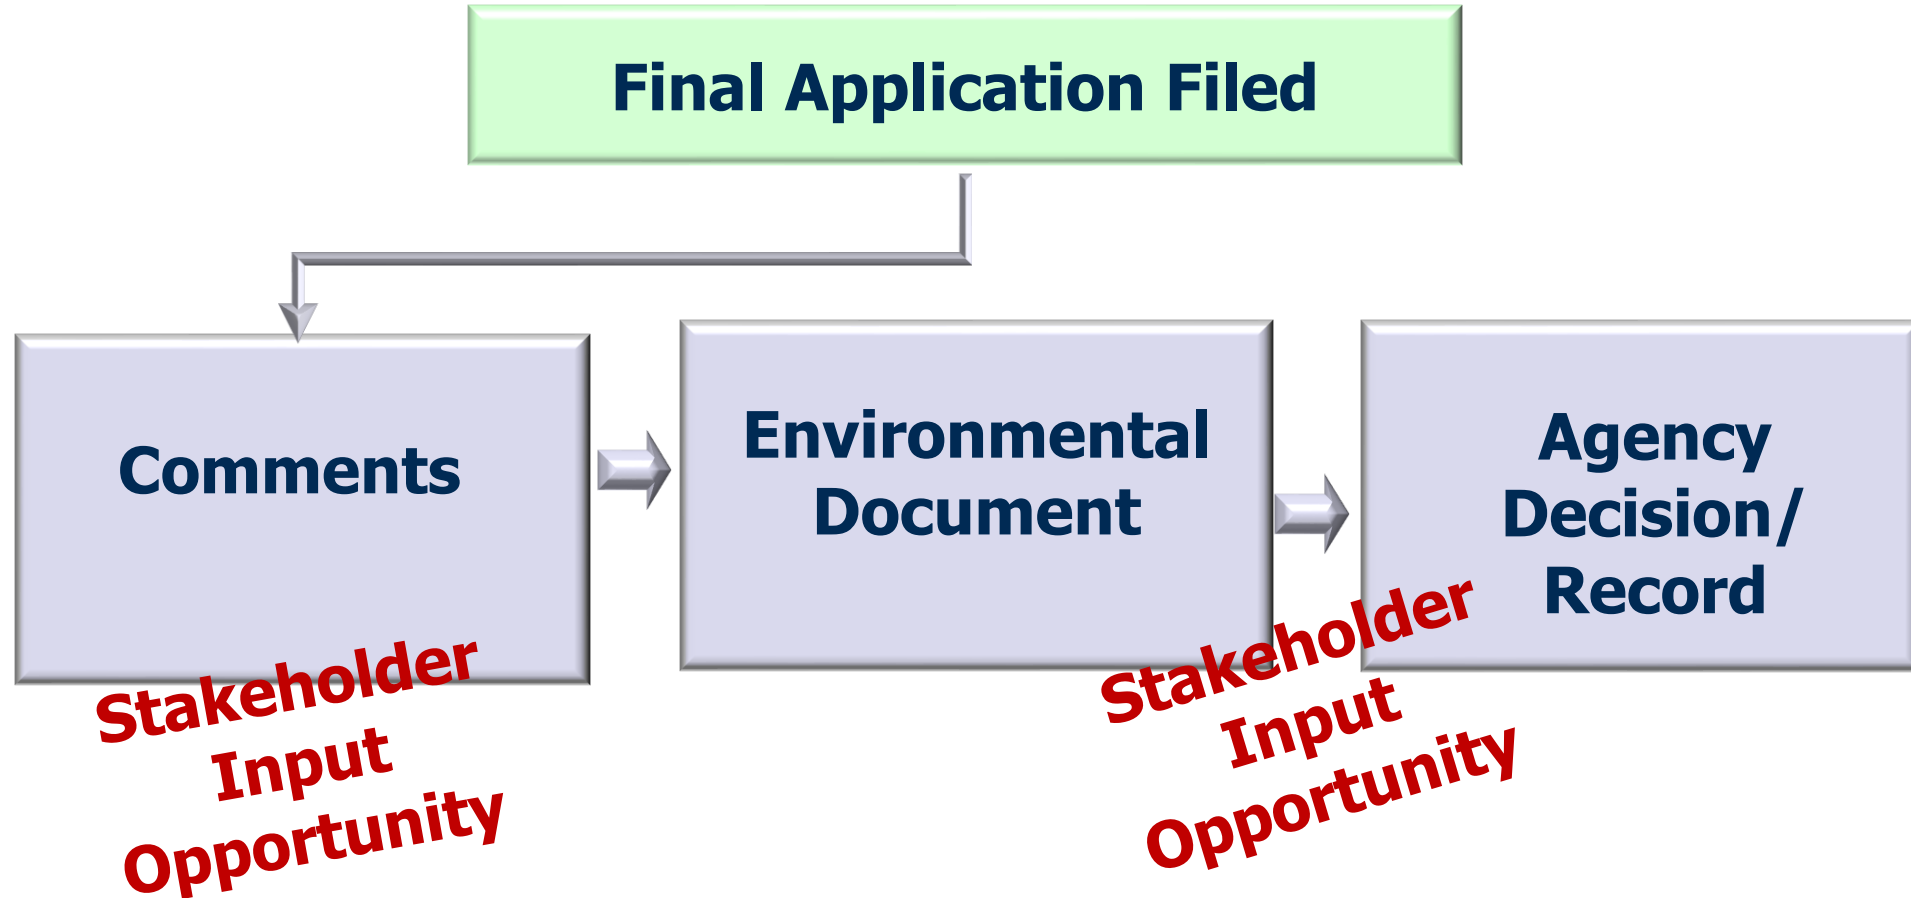 Final Application Filed
Comments
Environmental
Document
Agency
Decision/
Record
Stakeholder
Input
Opportunity
Stakeholder
Input
Opportunity